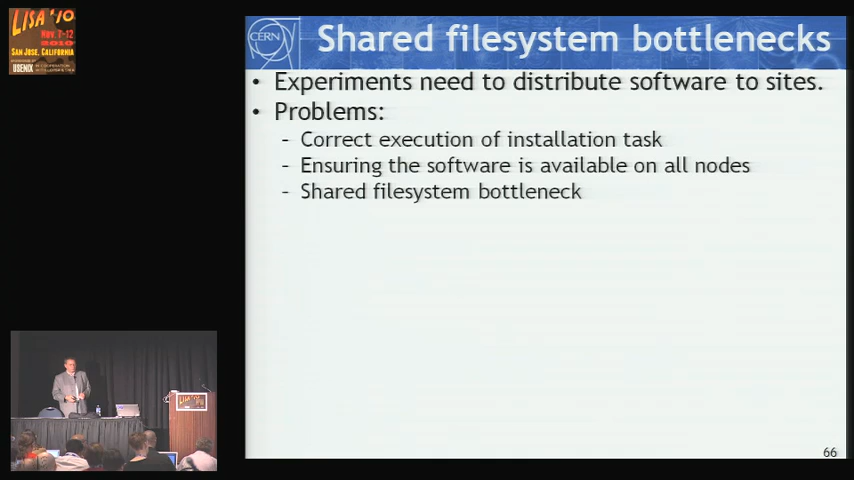 LISA '10
Nov. 7-12
2010
SAN JOSE, CALIFORNIA
USENIX
CERN
Shared filesystem bottlenecks
• Experiments need to distribute software to sites.
• Problems:
– Correct execution of installation task
– Ensuring the software is available on all nodes
– Shared filesystem bottleneck
66